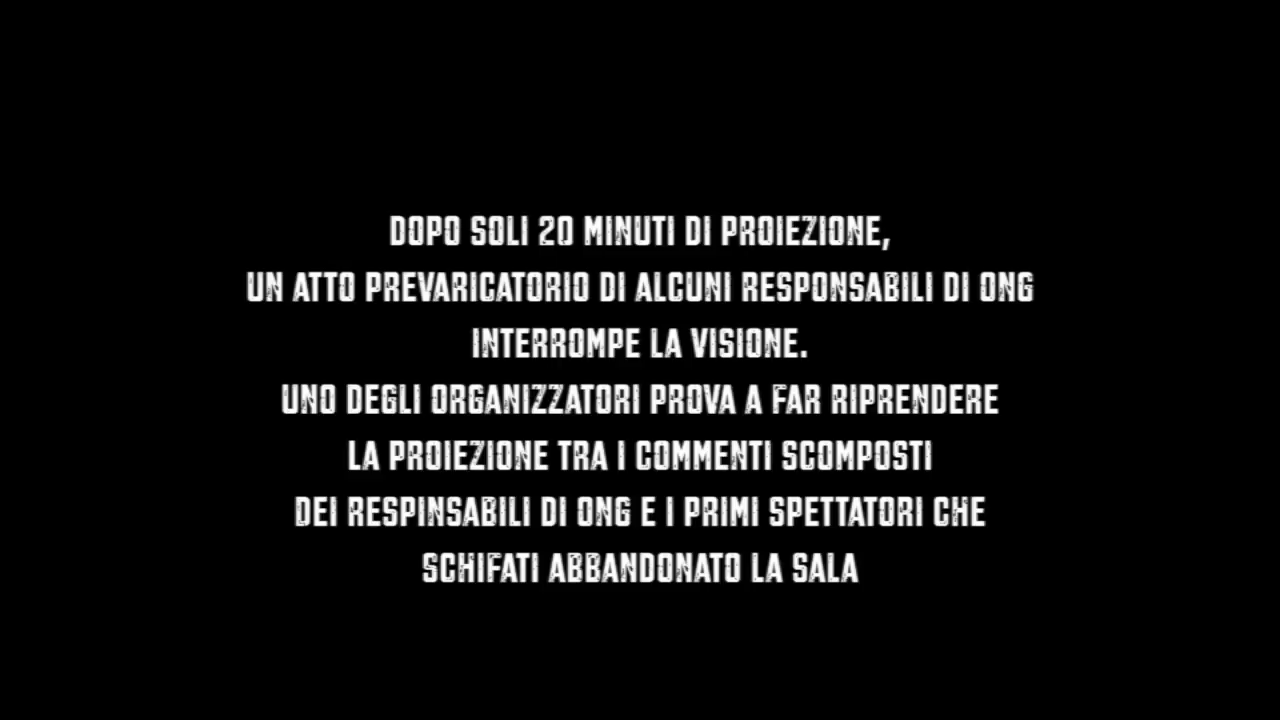 DOPO SOLI 20 MINUTI DI PROIEZIONE,
UN ATTO PREVARICATORIO DI ALCUNI RESPONSABILI DI ONG
INTERROMPE LA VISIONE.
UNO DEGLI ORGANIZZATORI PROVA A FAR RIPRENDERE
LA PROIEZIONE TRA I COMMENTI SCOMPOSTI
DEI RESPINSABILI DI ONG E I PRIMI SPETTATORI CHE
SCHIFATI ABBANDONATO LA SALA